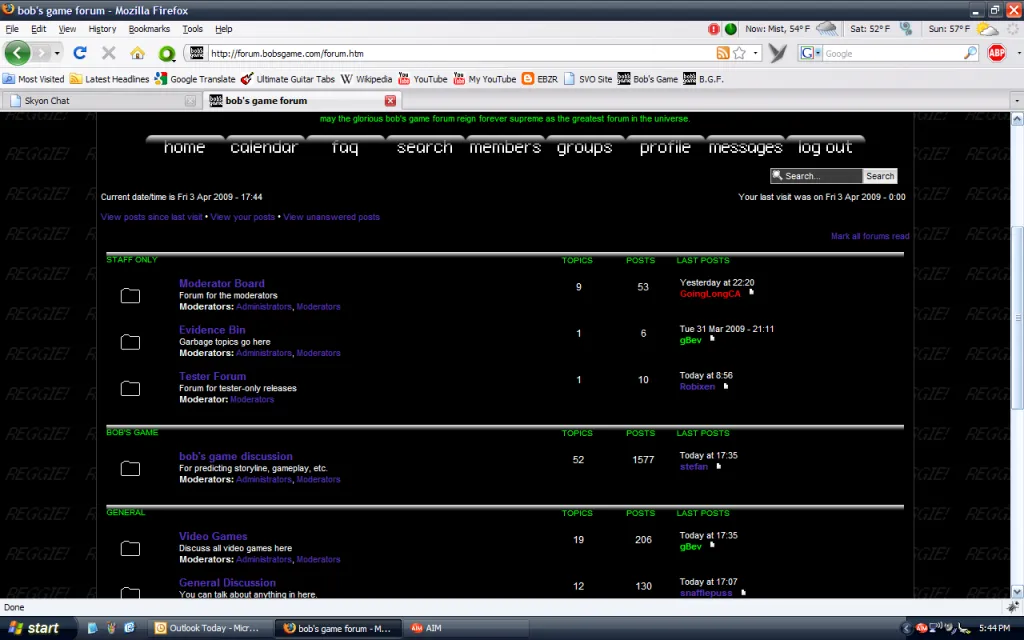 bob's game forum - Mozilla Firefox
File Edit View History Bookmarks Tools Help
Now: Mist, 54° F Sat: 52° F Sun: 57° F
http://forum.bobsgame.com/forum.htm
Google
ABP
Most Visited Latest Headlines Google Translate Ultimate Guitar Tabs Wikipedia YouTube My YouTube EBZR SVO Site Bob's Game B.G.F.
Skyon Chat bob's game forum
may the glorious bob's game forum reign forever supreme as the greatest forum in the universe.
home calendar faq search members groups profile messages log out
Search... Search
Current date/time is Fri 3 Apr 2009 - 17:44 Your last visit was on Fri 3 Apr 2009 - 0:00
View posts since last visit • View your posts • View unanswered posts
Mark all forums read
STAFF ONLY TOPICS POSTS LAST POSTS
Moderator Board
Forum for the moderators
Moderators: Administrators, Moderators
9 53
Yesterday at 22:20
GoingLongCA
Evidence Bin
Garbage topics go here
Moderators: Administrators, Moderators
1 6
Tue 31 Mar 2009 - 21:11
gBev
Tester Forum
Forum for tester-only releases
Moderator: Moderators
1 10
Today at 8:56
Robixen
BOB'S GAME TOPICS POSTS LAST POSTS
bob's game discussion
For predicting storyline, gameplay, etc.
Moderators: Administrators, Moderators
52 1577
Today at 17:35
stefan
GENERAL TOPICS POSTS LAST POSTS
Video Games
Discuss all video games here
Moderators: Administrators, Moderators
19 206
Today at 17:35
gBev
General Discussion
You can talk about anything in here.
12 130
Today at 17:07
snafflepuss
REGGIE!
Done
start Outlook Today - Micr... bob's game forum - M... AIM 5:44 PM